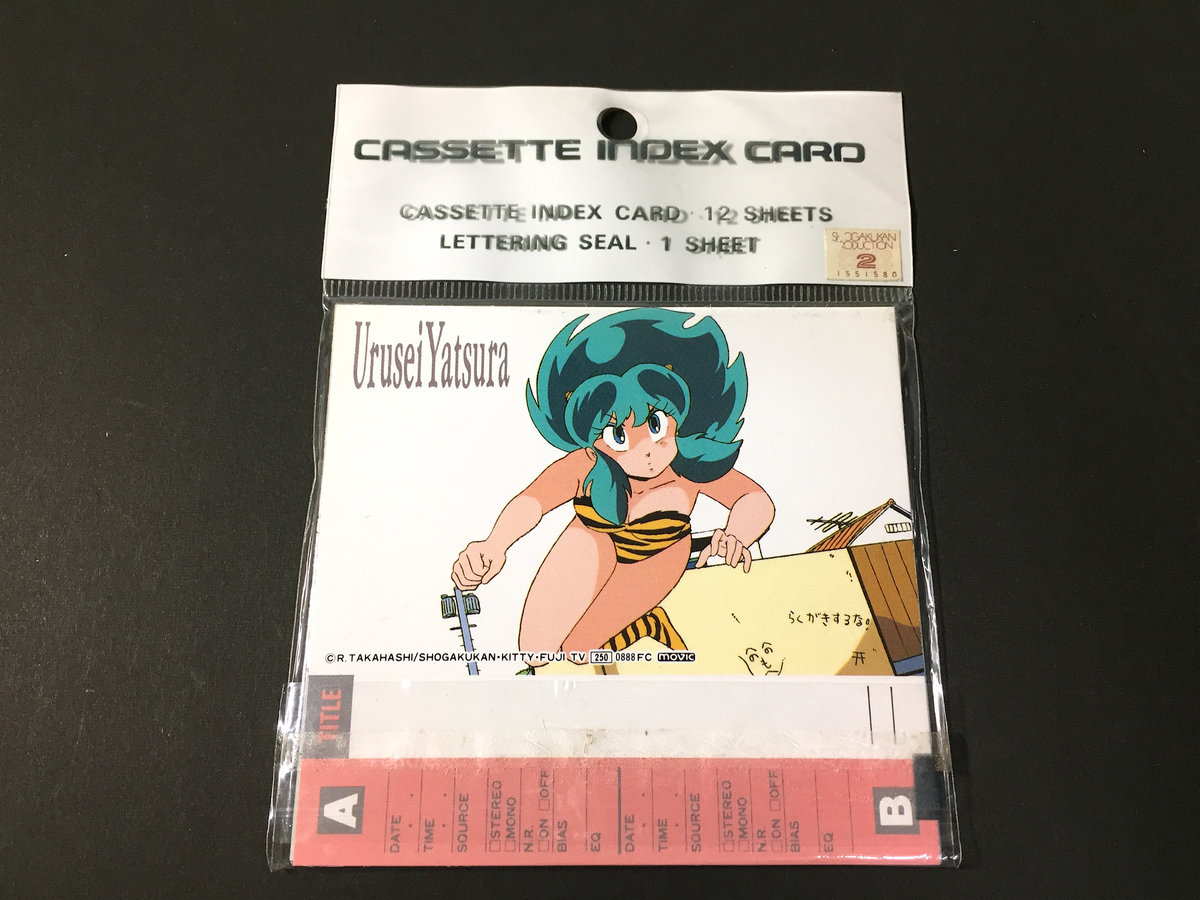 CASSETTE INDEX CARD
CASSETTE INDEX CARD · 12 SHEETS
LETTERING SEAL · 1 SHEET
SHOGAKUKAN
PRODUCTION
2
1551580
Urusei Yatsura
らくがきするな。
©R.TAKAHASHI/SHOGAKUKAN・KITTY・FUJI TV 250 0888FC movic
TITLE
A
DATE
TIME
SOURCE
□STEREO
□MONO
N.R.
□ON □OFF
BIAS
EQ
DATE
TIME
SOURCE
□STEREO
□MONO
N.R.
□ON □OFF
BIAS
EQ
B